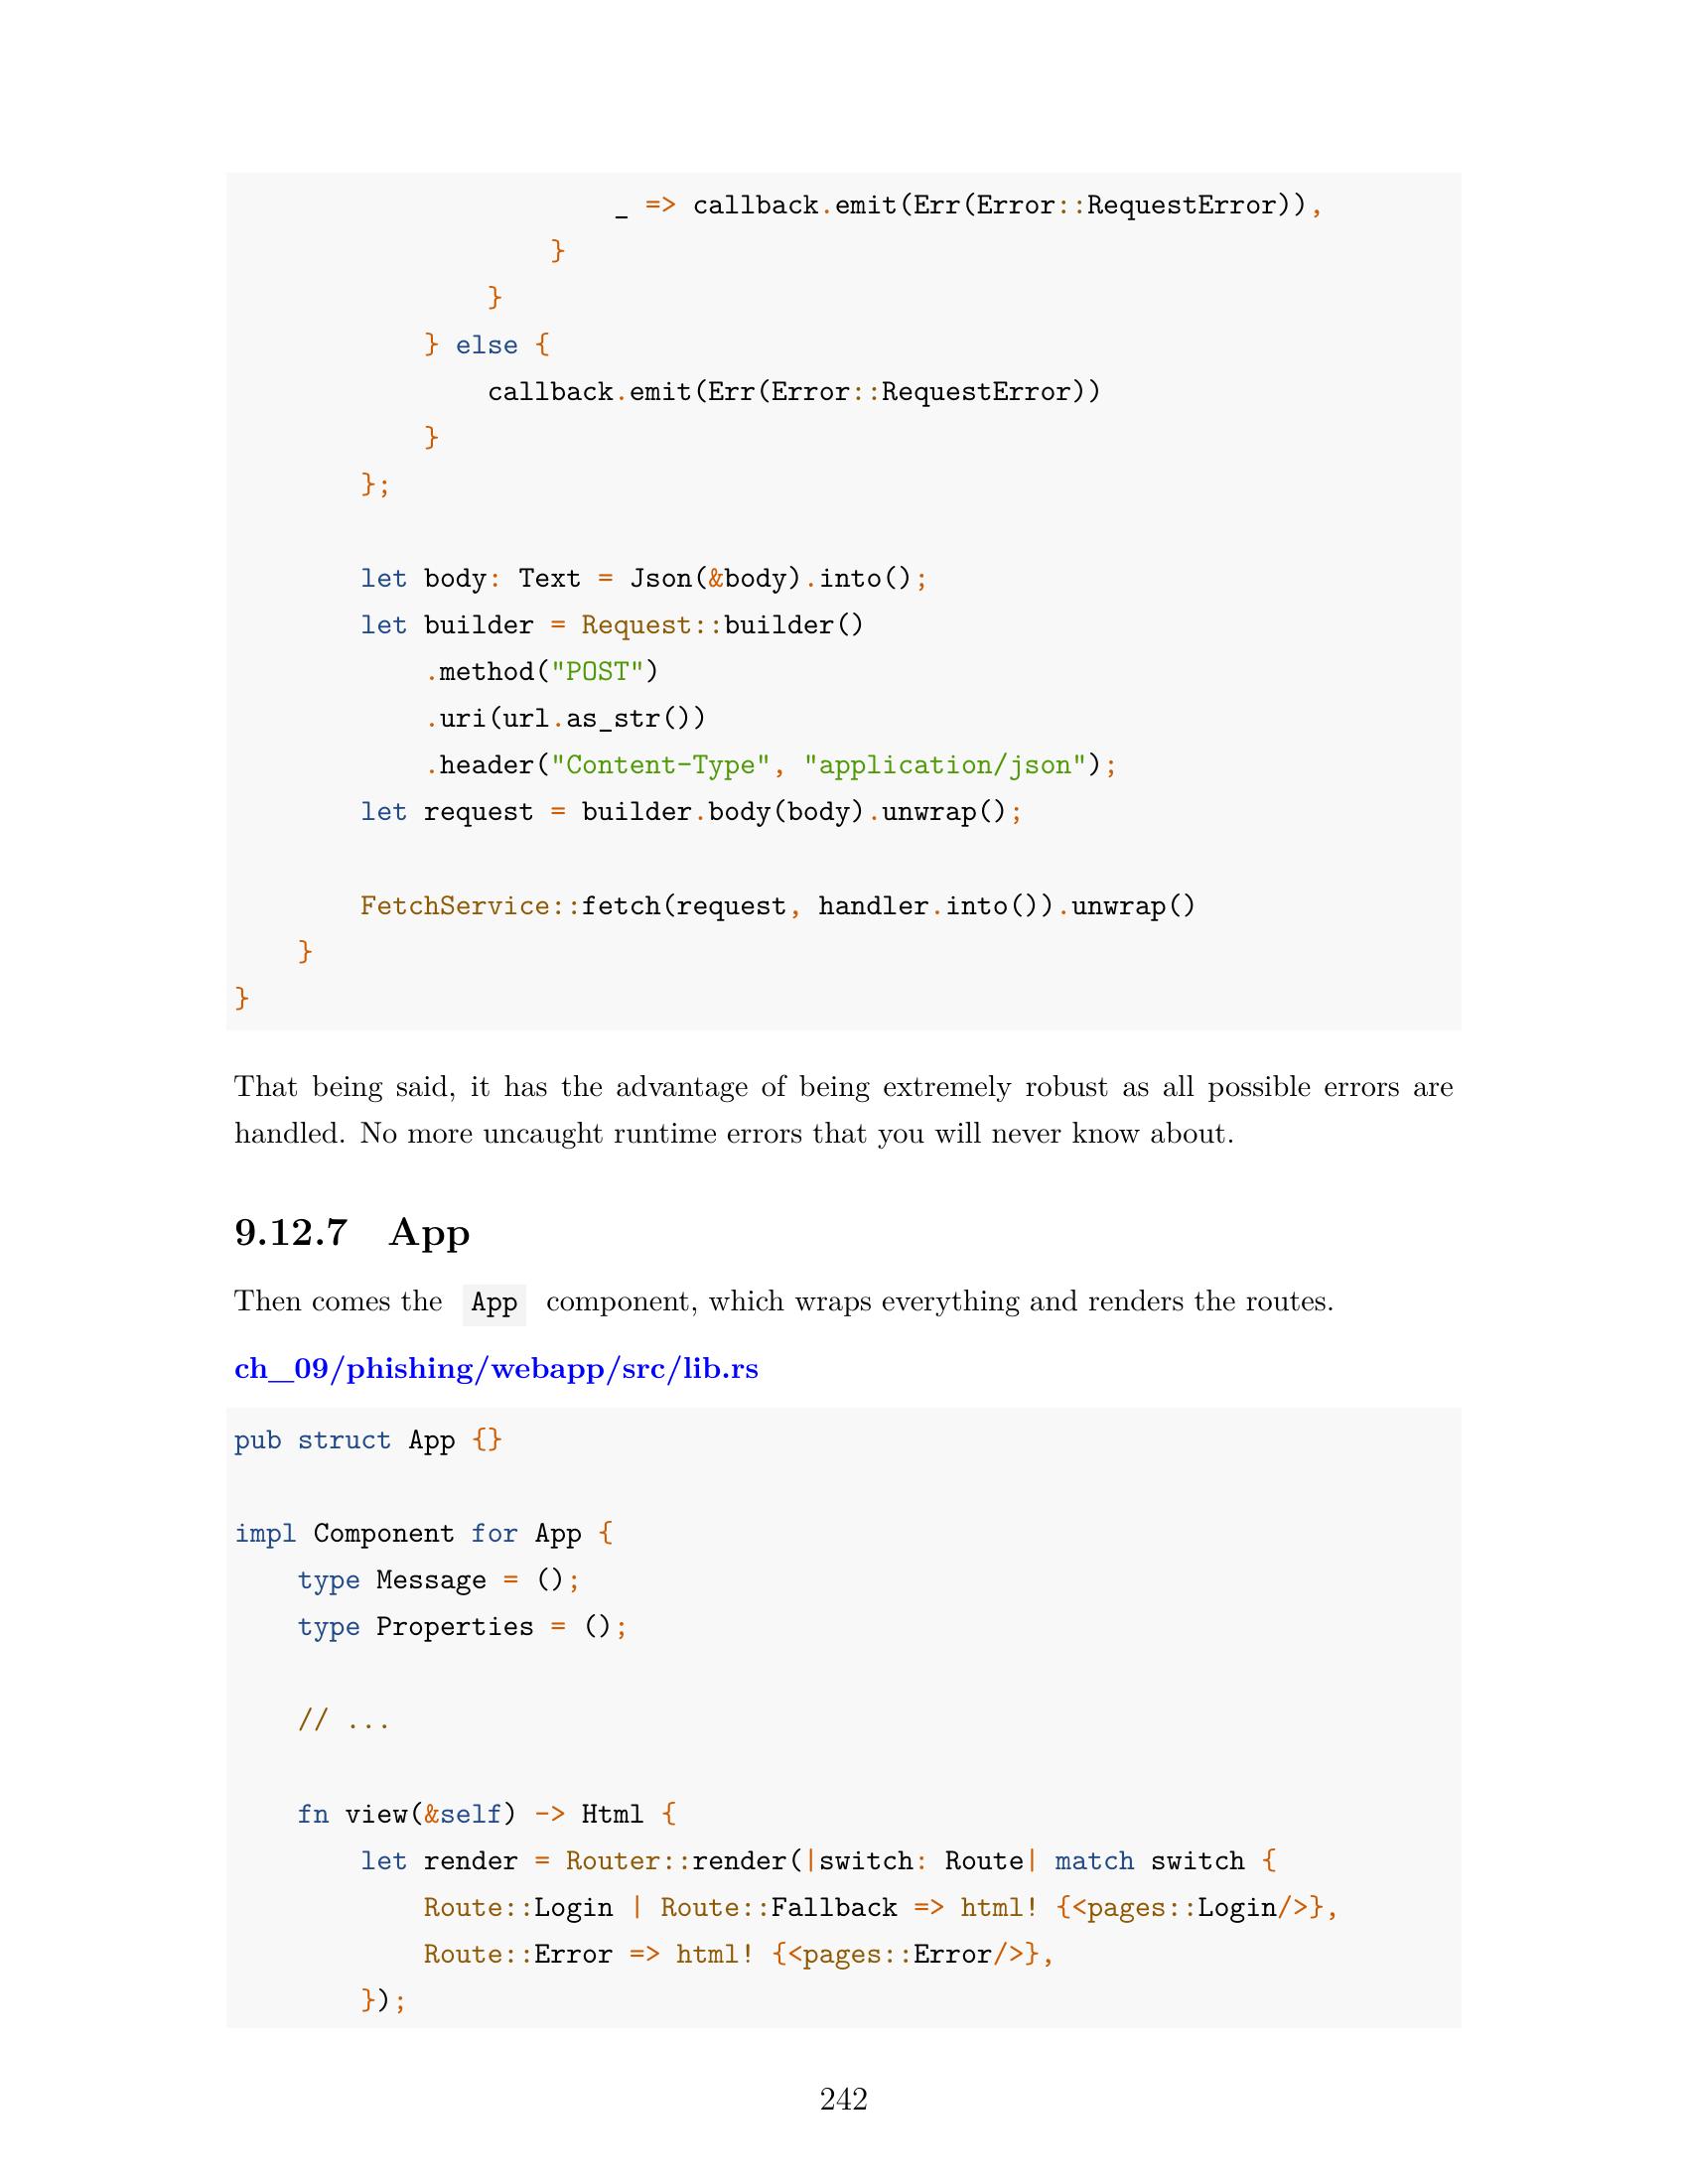 _ => callback.emit(Err(Error::RequestError)),
                    }
                }
            } else {
                callback.emit(Err(Error::RequestError))
            }
        };

        let body: Text = Json(&body).into();
        let builder = Request::builder()
            .method("POST")
            .uri(url.as_str())
            .header("Content-Type", "application/json");
        let request = builder.body(body).unwrap();

        FetchService::fetch(request, handler.into()).unwrap()
    }
}
That being said, it has the advantage of being extremely robust as all possible errors are
handled. No more uncaught runtime errors that you will never know about.
9.12.7 App
Then comes the App component, which wraps everything and renders the routes.
ch_09/phishing/webapp/src/lib.rs
pub struct App {}

impl Component for App {
    type Message = ();
    type Properties = ();

    // ...

    fn view(&self) -> Html {
        let render = Router::render(|switch: Route| match switch {
            Route::Login | Route::Fallback => html! {<pages::Login/>},
            Route::Error => html! {<pages::Error/>},
        });
242